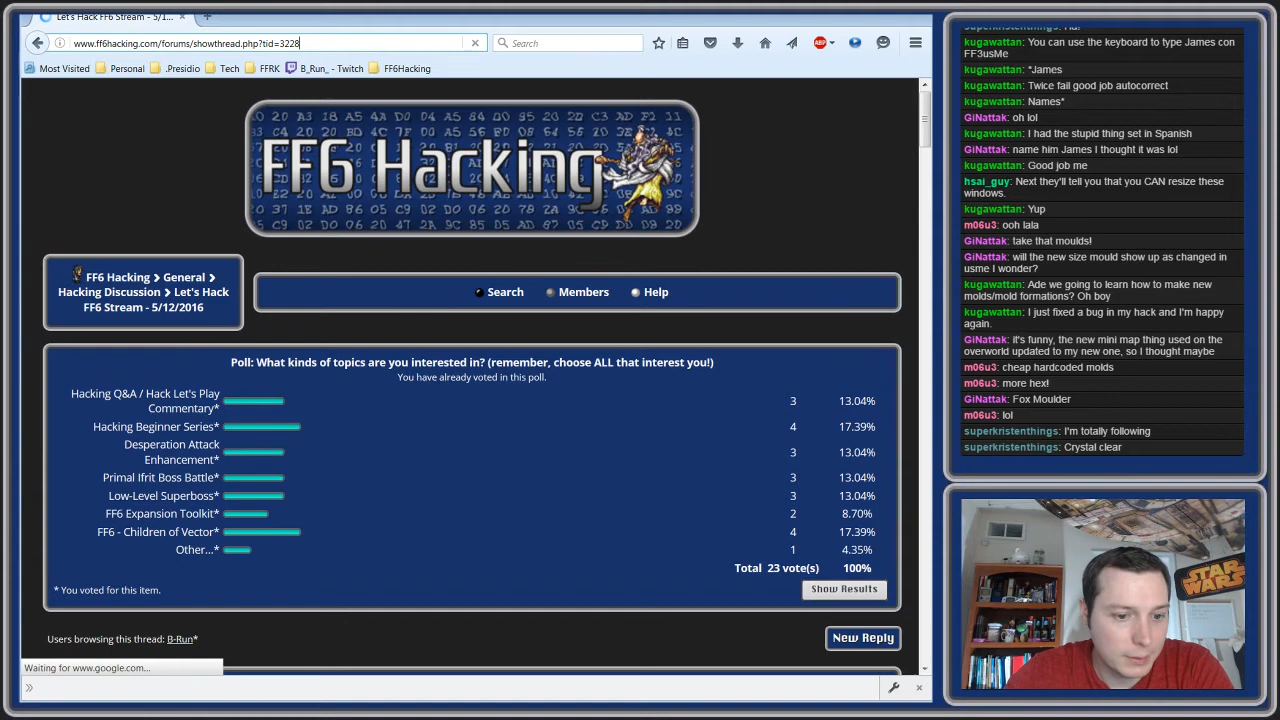 Let's Hack FF6 Stream - 5/1...
www.ff6hacking.com/forums/showthread.php?tid=3228
Search
ABP
Most Visited
Personal
.Presidio
Tech
FFRK
B_Run_ - Twitch
FF6Hacking
FF6 Hacking
FF6 Hacking > General >
Hacking Discussion > Let's Hack
FF6 Stream - 5/12/2016
Search
Members
Help
Poll: What kinds of topics are you interested in? (remember, choose ALL that interest you!)
You have already voted in this poll.
Hacking Q&A / Hack Let's Play
Commentary*
3 13.04%
Hacking Beginner Series*
4 17.39%
Desperation Attack
Enhancement*
3 13.04%
Primal Ifrit Boss Battle*
3 13.04%
Low-Level Superboss*
3 13.04%
FF6 Expansion Toolkit*
2 8.70%
FF6 - Children of Vector*
4 17.39%
Other...*
1 4.35%
Total 23 vote(s) 100%
* You voted for this item.
Show Results
Users browsing this thread: B-Run*
New Reply
Waiting for www.google.com...
kugawattan: You can use the keyboard to type James con
FF3usMe
kugawattan: *James
kugawattan: Twice fail good job autocorrect
kugawattan: Names*
GiNattak: oh lol
kugawattan: I had the stupid thing set in Spanish
GiNattak: name him James I thought it was lol
kugawattan: Good job me
hsai_guy: Next they'll tell you that you CAN resize these
windows.
kugawattan: Yup
m06u3: ooh lala
GiNattak: take that moulds!
GiNattak: will the new size mould show up as changed in
usme I wonder?
kugawattan: Ade we going to learn how to make new
molds/mold formations? Oh boy
kugawattan: I just fixed a bug in my hack and I'm happy
again.
GiNattak: it's funny, the new mini map thing used on the
overworld updated to my new one, so I thought maybe
m06u3: cheap hardcoded molds
m06u3: more hex!
GiNattak: Fox Moulder
m06u3: lol
superkristenthings: I'm totally following
superkristenthings: Crystal clear
STAR
WARS